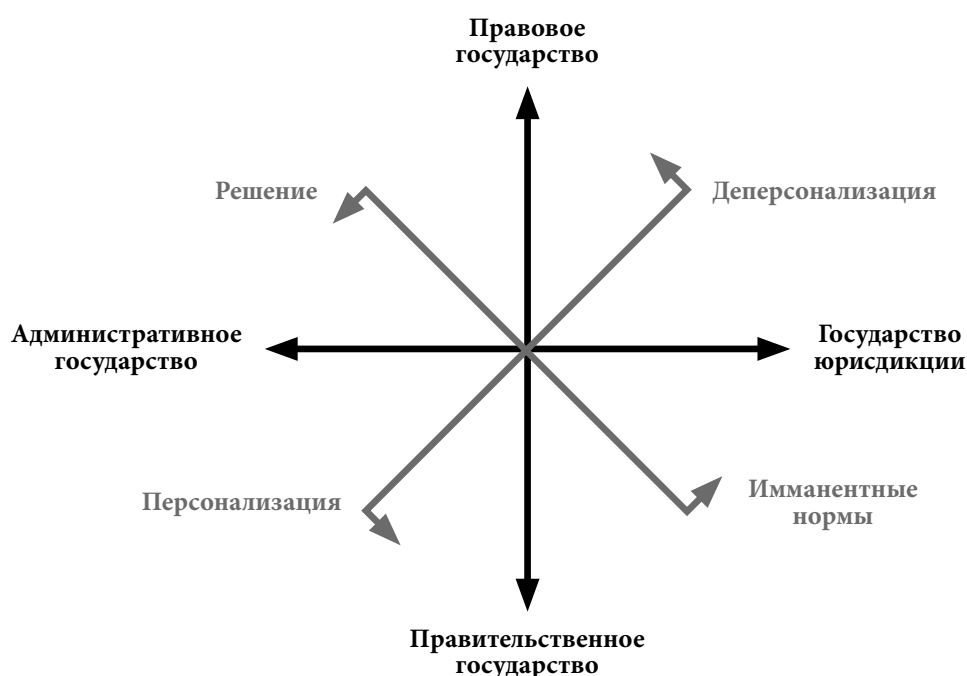 Правовое
государство
Решение
Деперсонализация
Административное
государство
Государство
юрисдикции
Персонализация
Имманентные
нормы
Правительственное
государство